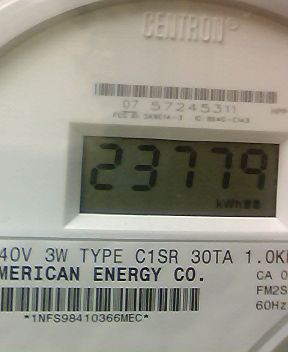 CENTRON®
07 57245311
23779
kWh
40V 3W TYPE C1SR 30TA 1.0K
MERICAN ENERGY CO. CA 0
FM2S
60Hz
*1NFS98410366MEC*